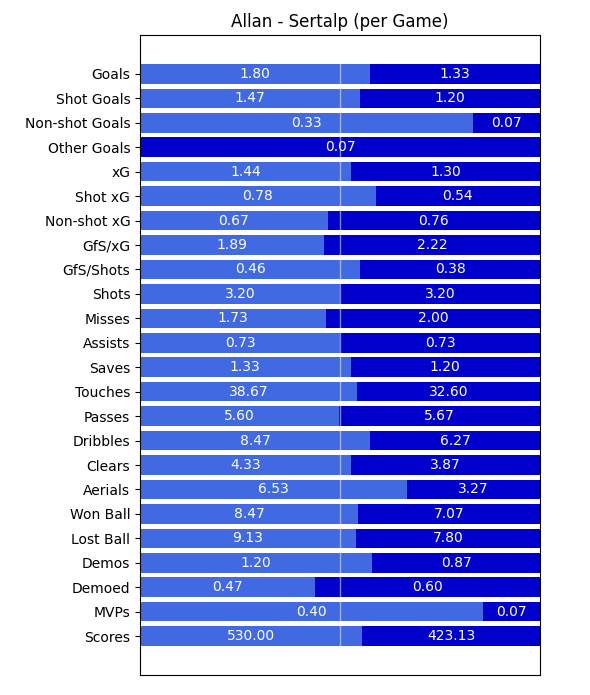 Allan - Sertalp (per Game)
Goals 1.80 1.33
Shot Goals 1.47 1.20
Non-shot Goals 0.33 0.07
Other Goals 0.07
xG 1.44 1.30
Shot xG 0.78 0.54
Non-shot xG 0.67 0.76
GfS/xG 1.89 2.22
GfS/Shots 0.46 0.38
Shots 3.20 3.20
Misses 1.73 2.00
Assists 0.73 0.73
Saves 1.33 1.20
Touches 38.67 32.60
Passes 5.60 5.67
Dribbles 8.47 6.27
Clears 4.33 3.87
Aerials 6.53 3.27
Won Ball 8.47 7.07
Lost Ball 9.13 7.80
Demos 1.20 0.87
Demoed 0.47 0.60
MVPs 0.40 0.07
Scores 530.00 423.13